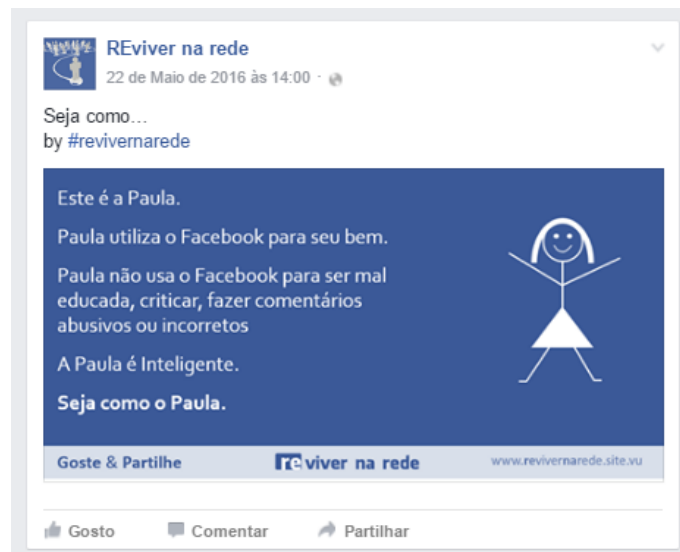 REviver na rede
22 de Maio de 2016 às 14:00
Seja como...
by #revivernarede
Este é a Paula.
Paula utiliza o Facebook para seu bem.
Paula não usa o Facebook para ser mal
educada, criticar, fazer comentários
abusivos ou incorretos
A Paula é Inteligente.
Seja como o Paula.
Goste & Partilhe reviver na rede www.revivernarede.site.vu
Gosto Comentar Partilhar